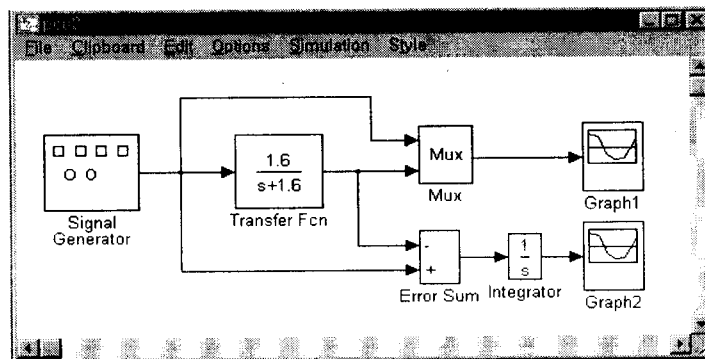 File Clipboard Edit Options Simulation Style
Signal
Generator
1.6
s+1.6
Transfer Fcn
Mux
Mux
Graph1
-
+
Error Sum
1
s
Integrator
Graph2